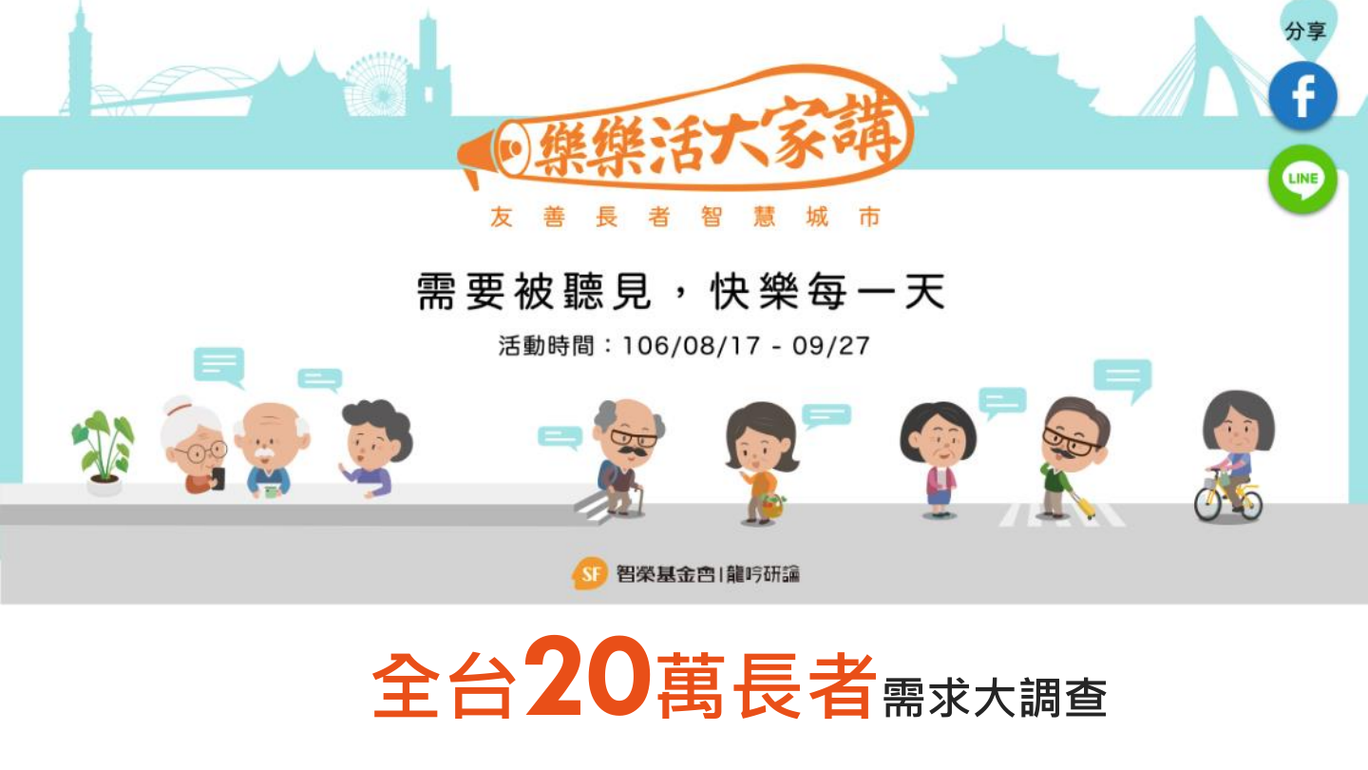 分享
f
LINE
樂樂活大家講
友善長者智慧城市
需要被聽見，快樂每一天
活動時間：106/08/17 - 09/27
SF 智榮基金會|龍吟研論
全台20萬長者需求大調查